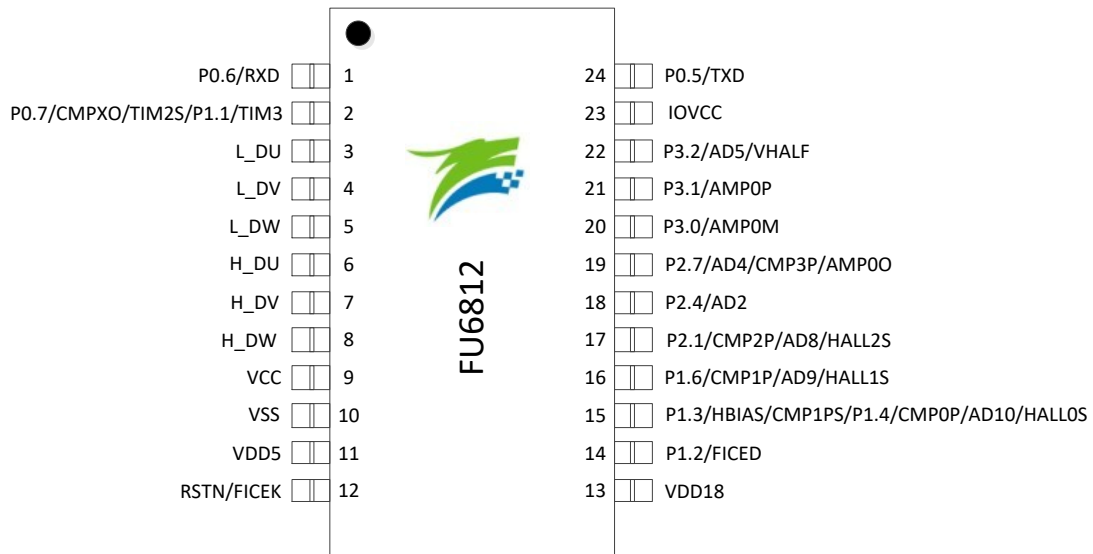 P0.6/RXD 1 24 P0.5/TXD
P0.7/CMPXO/TIM2S/P1.1/TIM3 2 23 IOVCC
L_DU 3 22 P3.2/AD5/VHALF
L_DV 4 21 P3.1/AMP0P
L_DW 5 20 P3.0/AMP0M
H_DU 6 19 P2.7/AD4/CMP3P/AMP0O
H_DV 7 18 P2.4/AD2
H_DW 8 17 P2.1/CMP2P/AD8/HALL2S
VCC 9 16 P1.6/CMP1P/AD9/HALL1S
VSS 10 15 P1.3/HBIAS/CMP1PS/P1.4/CMP0P/AD10/HALL0S
VDD5 11 14 P1.2/FICED
RSTN/FICEK 12 13 VDD18
FU6812